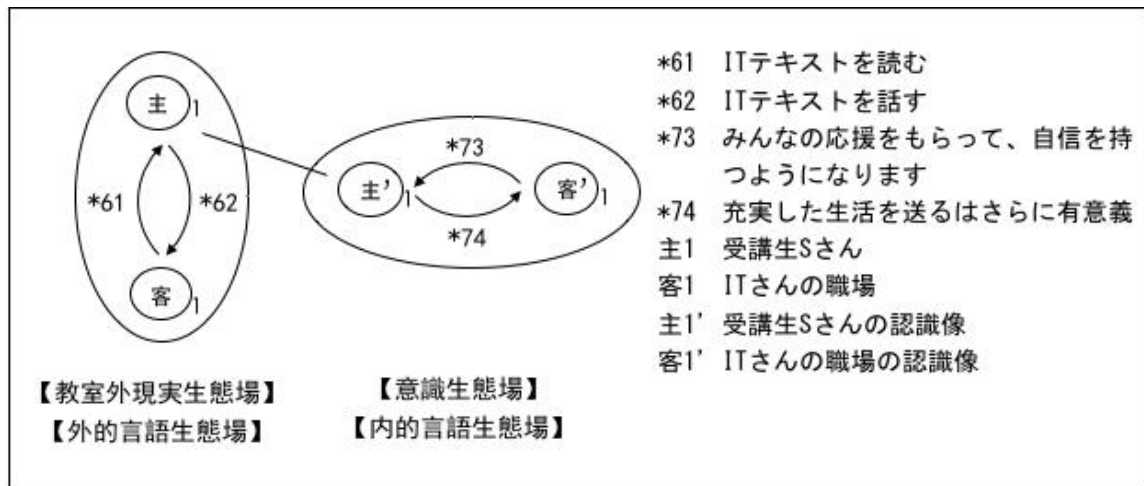 主1
*61
*62
客1
主'1
*73
*74
客'1
【教室外現実生態場】
【外的言語生態場】
【意識生態場】
【内的言語生態場】
*61 ITテキストを読む
*62 ITテキストを話す
*73 みんなの応援をもらって、自信を持
つようになります
*74 充実した生活を送るはさらに有意義
主1 受講生Sさん
客1 ITさんの職場
主1' 受講生Sさんの認識像
客1' ITさんの職場の認識像